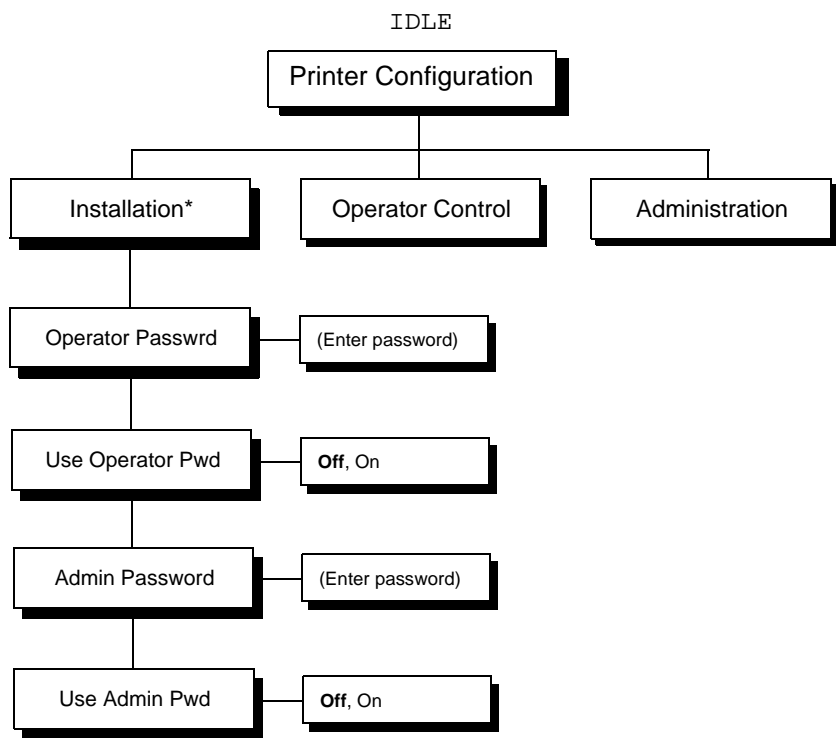 IDLE
Printer Configuration
Installation*
Operator Control
Administration
Operator Passwrd
(Enter password)
Use Operator Pwd
Off, On
Admin Password
(Enter password)
Use Admin Pwd
Off, On